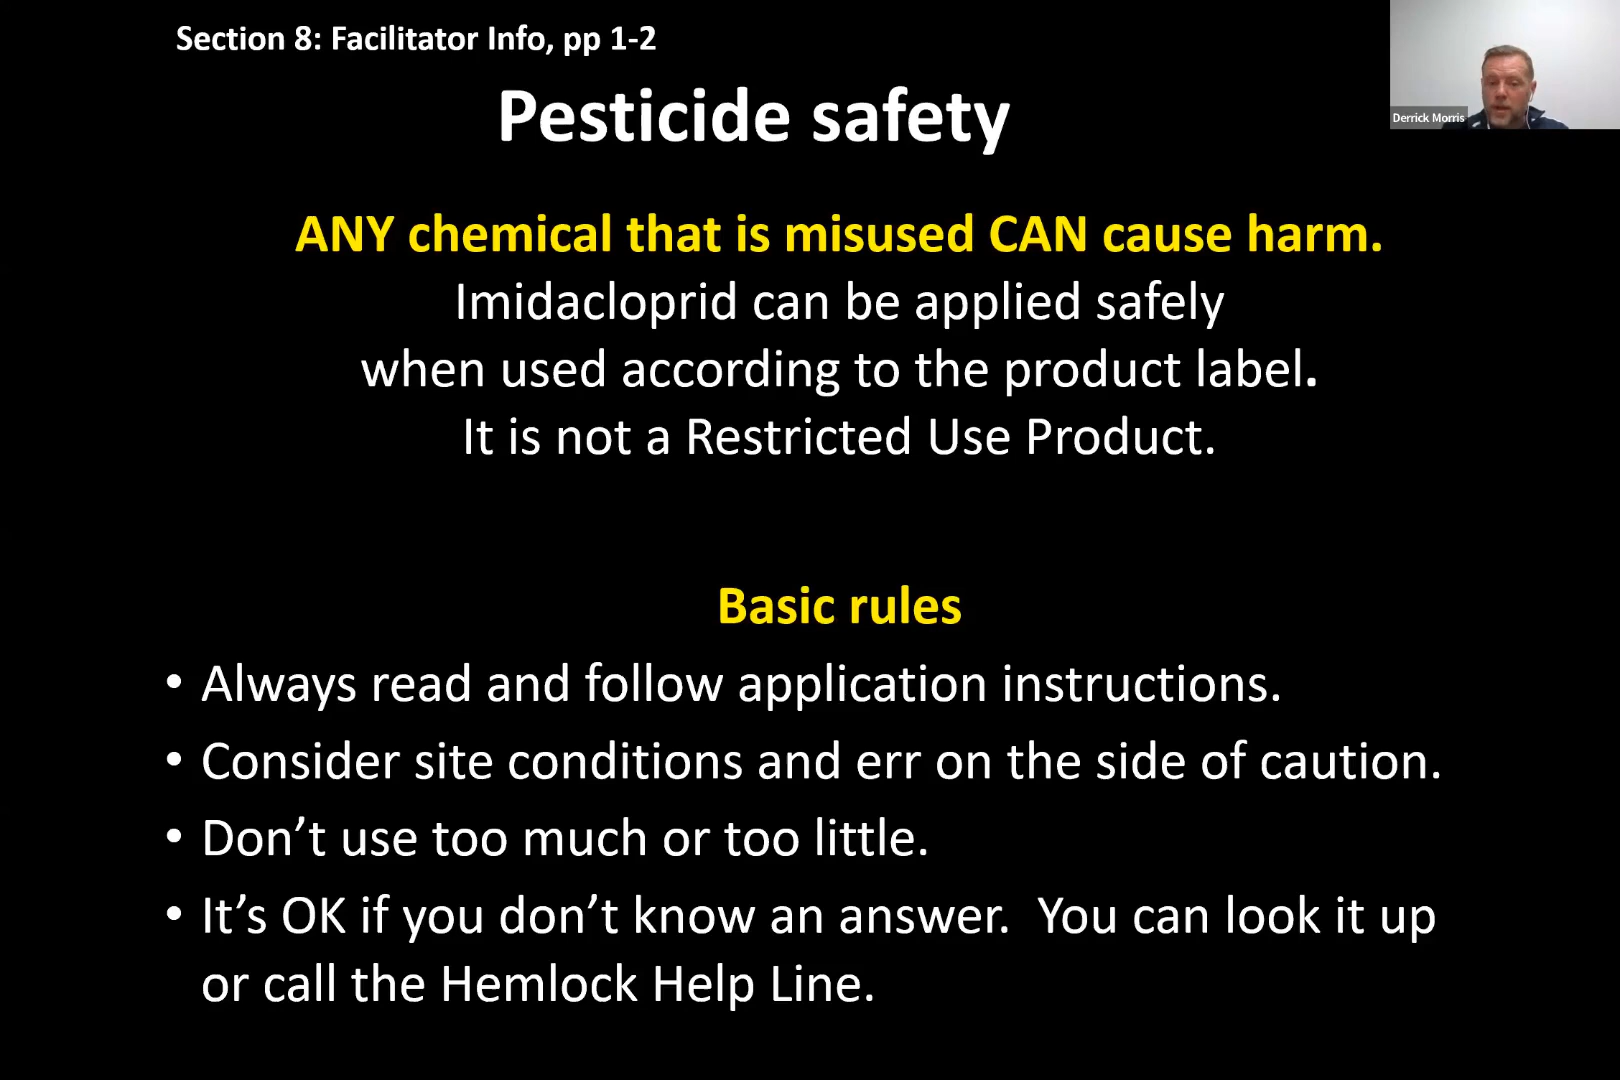 Section 8: Facilitator Info, pp 1-2
Derrick Morris
Pesticide safety
ANY chemical that is misused CAN cause harm.
Imidacloprid can be applied safely
when used according to the product label.
It is not a Restricted Use Product.
Basic rules
• Always read and follow application instructions.
• Consider site conditions and err on the side of caution.
• Don’t use too much or too little.
• It’s OK if you don’t know an answer.  You can look it up
or call the Hemlock Help Line.